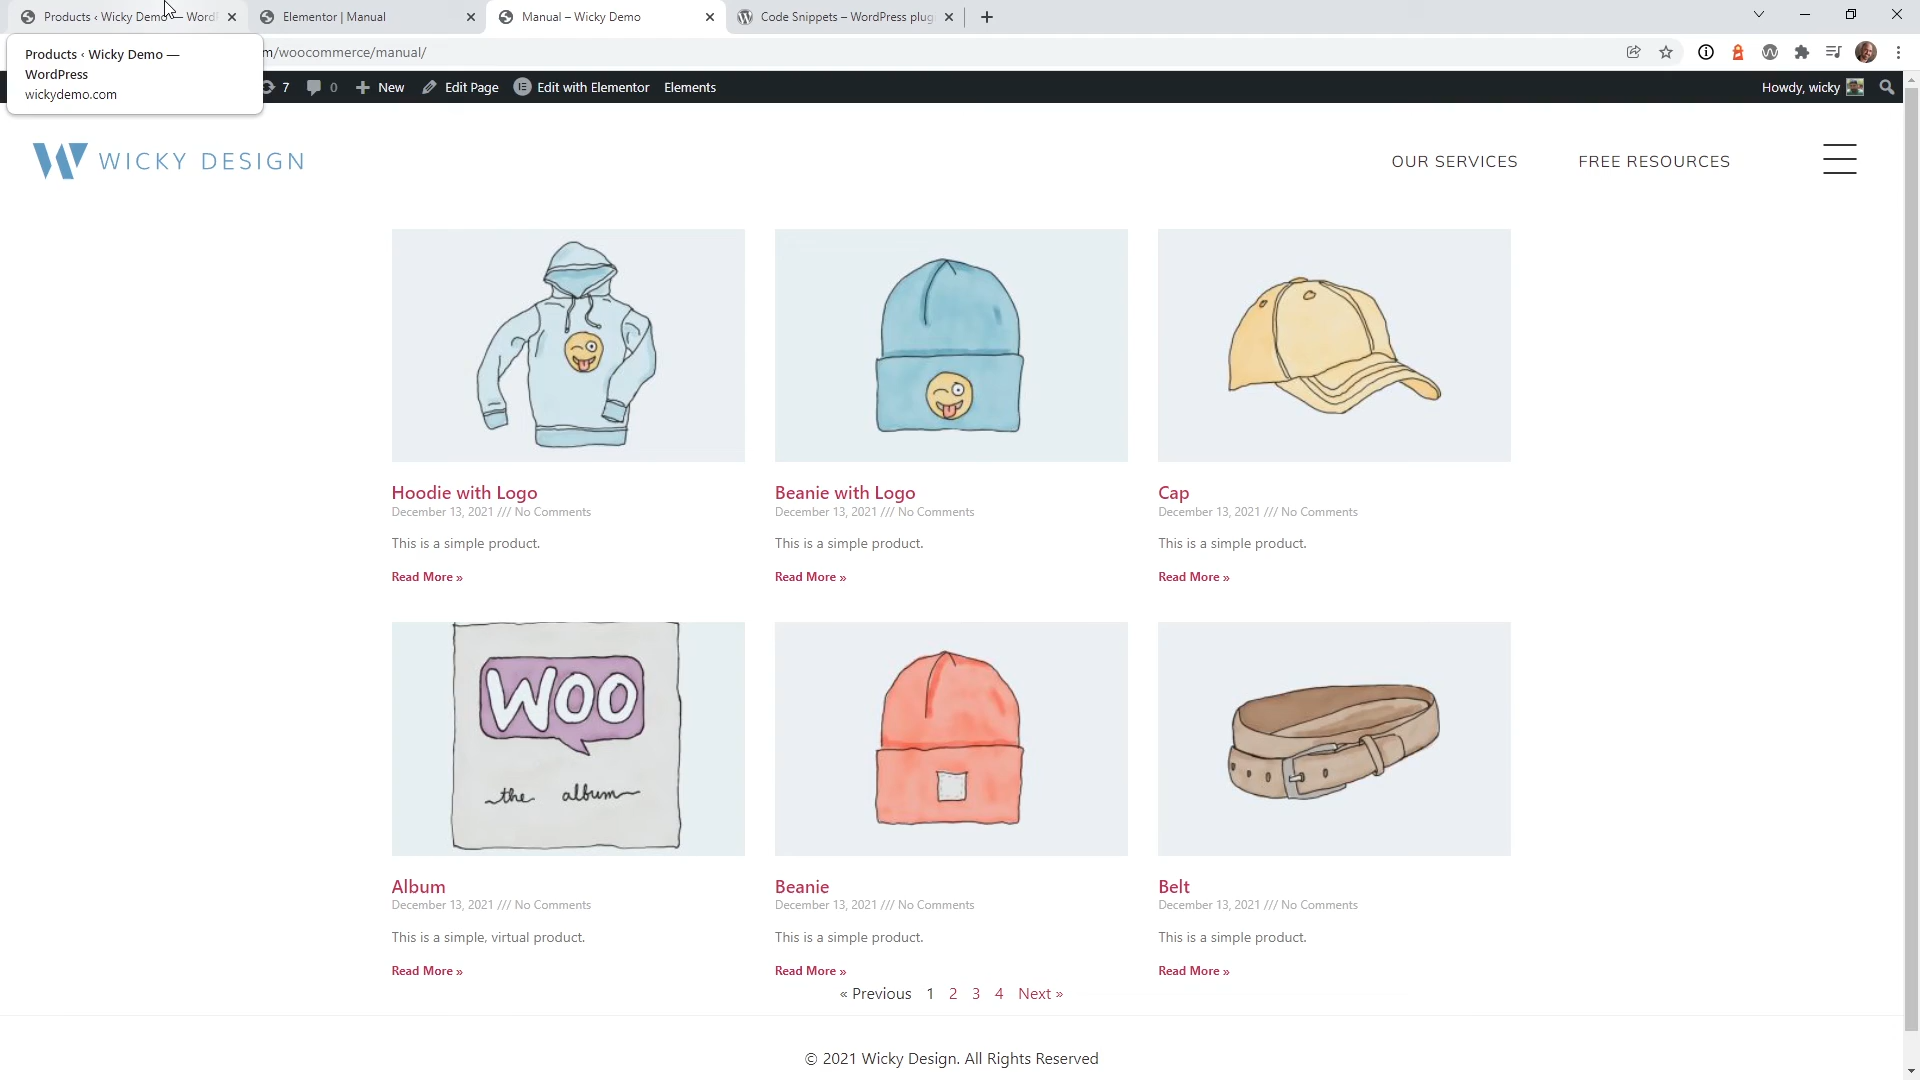 Products ‹ Wicky Demo — Word
Elementor | Manual
Manual – Wicky Demo
Code Snippets – WordPress plug
Products ‹ Wicky Demo —
WordPress
wickydemo.com
m/woocommerce/manual/
7
0
New
Edit Page
Edit with Elementor
Elements
Howdy, wicky
WICKY DESIGN
OUR SERVICES
FREE RESOURCES
Hoodie with Logo
December 13, 2021 /// No Comments
This is a simple product.
Read More »
Beanie with Logo
December 13, 2021 /// No Comments
This is a simple product.
Read More »
Cap
December 13, 2021 /// No Comments
This is a simple product.
Read More »
WOO
the album
Album
December 13, 2021 /// No Comments
This is a simple, virtual product.
Read More »
Beanie
December 13, 2021 /// No Comments
This is a simple product.
Read More »
Belt
December 13, 2021 /// No Comments
This is a simple product.
Read More »
« Previous 1 2 3 4 Next »
© 2021 Wicky Design. All Rights Reserved